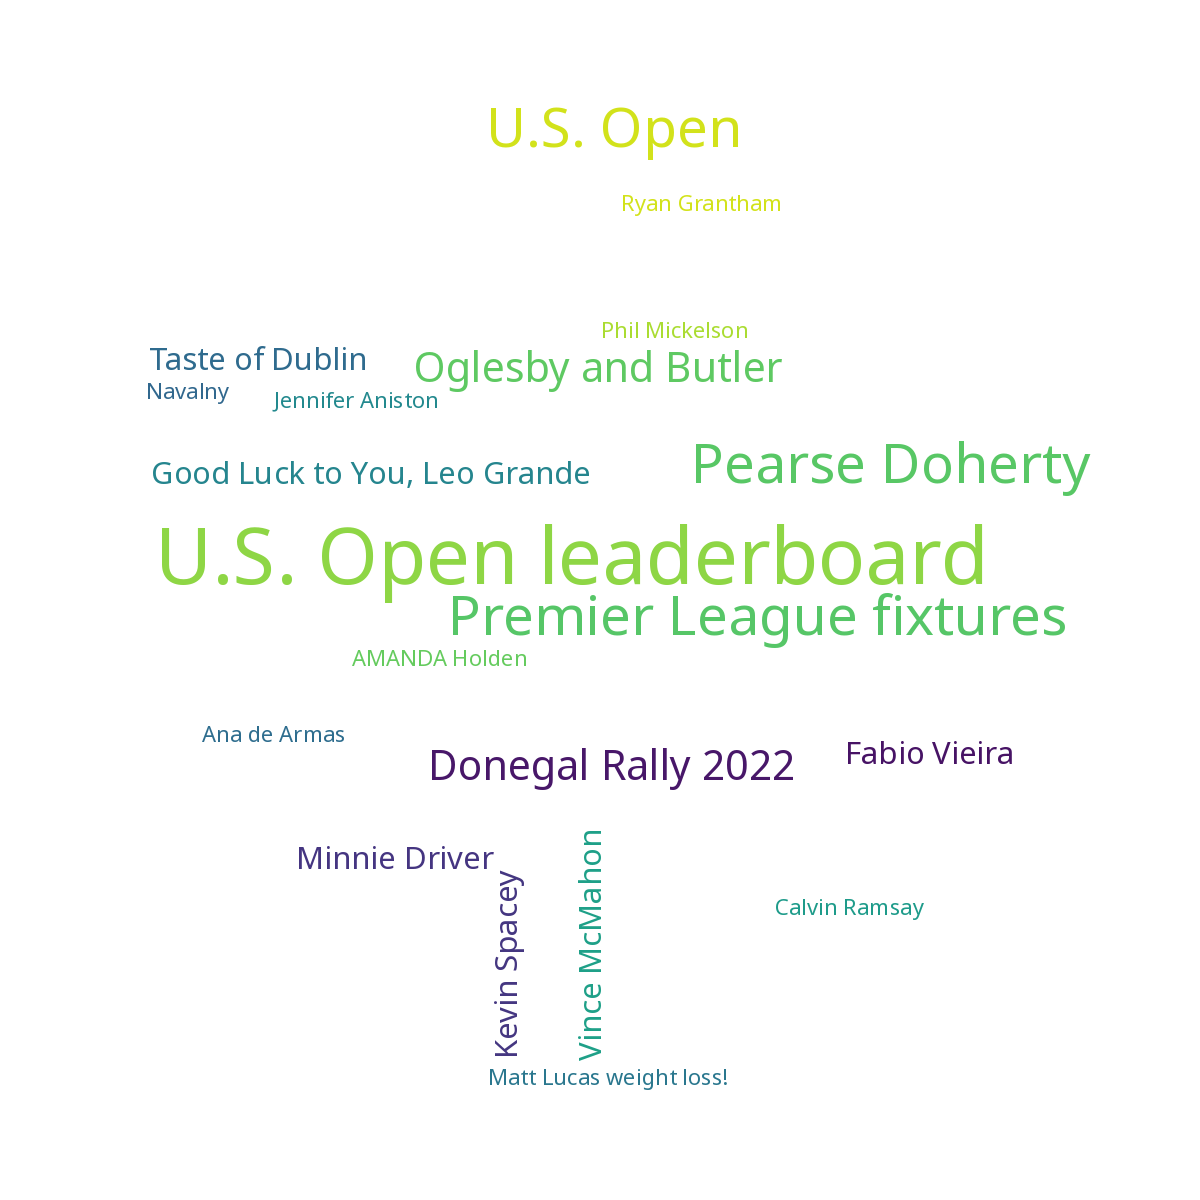 U.S. Open
Ryan Grantham
Phil Mickelson
Taste of Dublin
Oglesby and Butler
Navalny
Jennifer Aniston
Good Luck to You, Leo Grande
Pearse Doherty
U.S. Open leaderboard
Premier League fixtures
AMANDA Holden
Ana de Armas
Donegal Rally 2022
Fabio Vieira
Minnie Driver
Kevin Spacey
Vince McMahon
Calvin Ramsay
Matt Lucas weight loss!